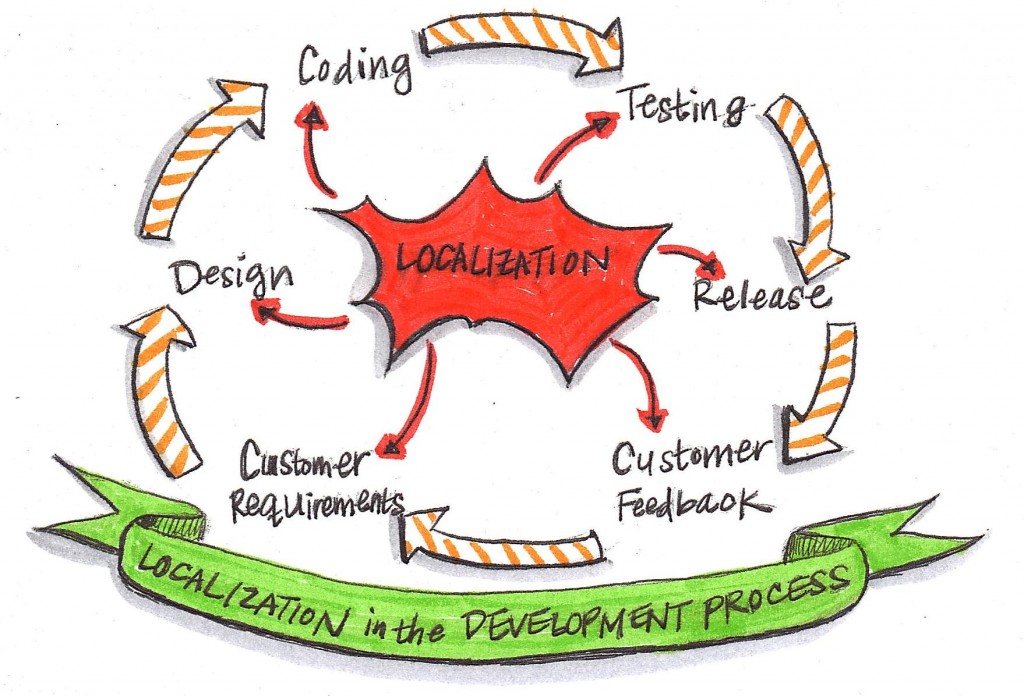 Coding
Testing
LOCALIZATION
Design
Release
Customer
Requirements
Customer
Feedback
LOCALIZATION in the DEVELOPMENT PROCESS